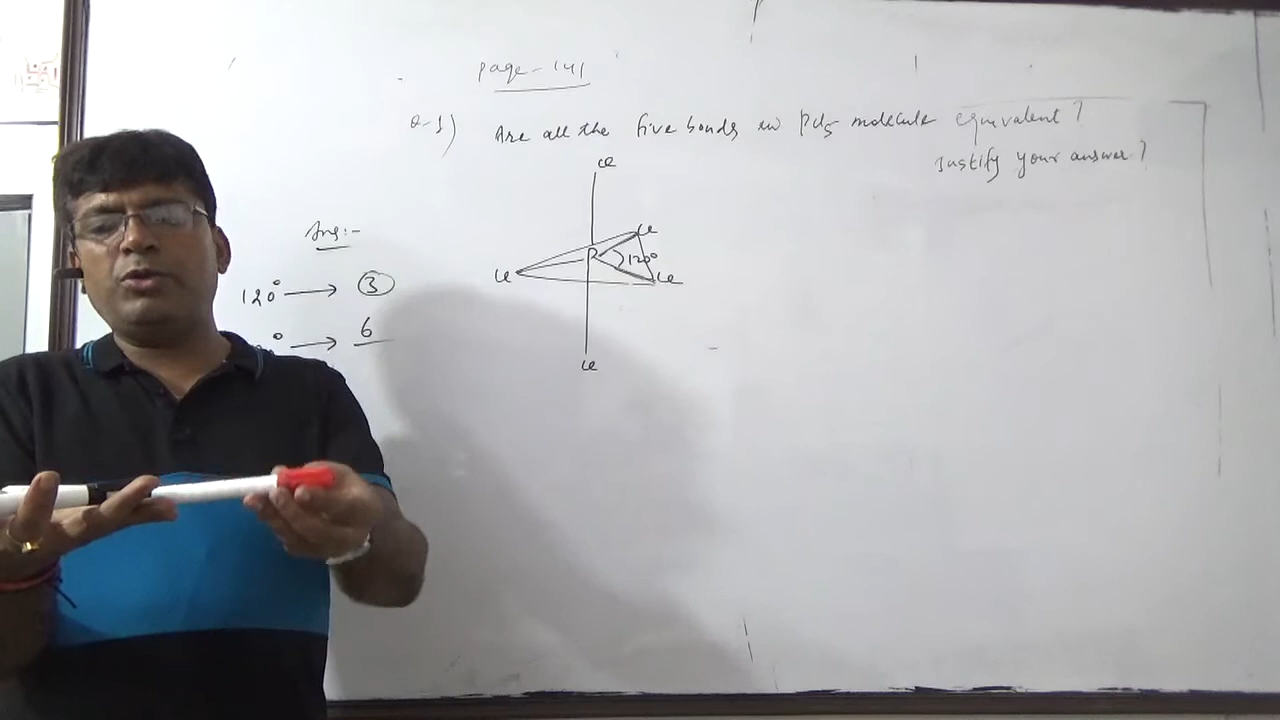 Page-141
Q-1) Are all the five bonds in PCl5 molecule equivalent?
Justify your answer?
Ans:-
120° → 3
° → 6
Cl
Cl
P 120°
Cl
Cl
Cl